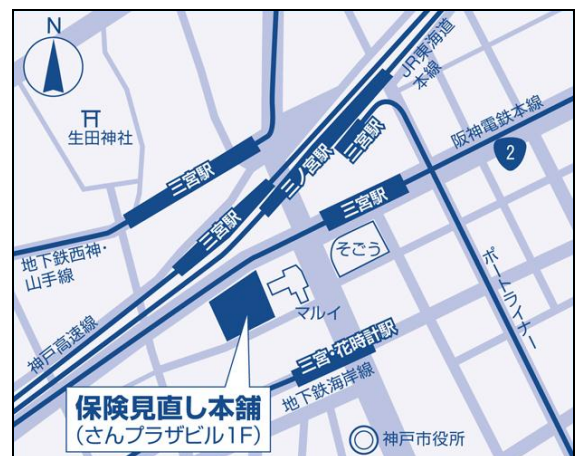 N
JR東海道
本線
生田神社
阪神電鉄本線
2
三宮駅
三ノ宮駅
三宮駅
三宮駅
三宮駅
そごう
地下鉄西神・
山手線
ポートライナー
マルイ
神戸高速線
三宮・花時計駅
地下鉄海岸線
保険見直し本舗
(さんプラザビル1F)
神戸市役所